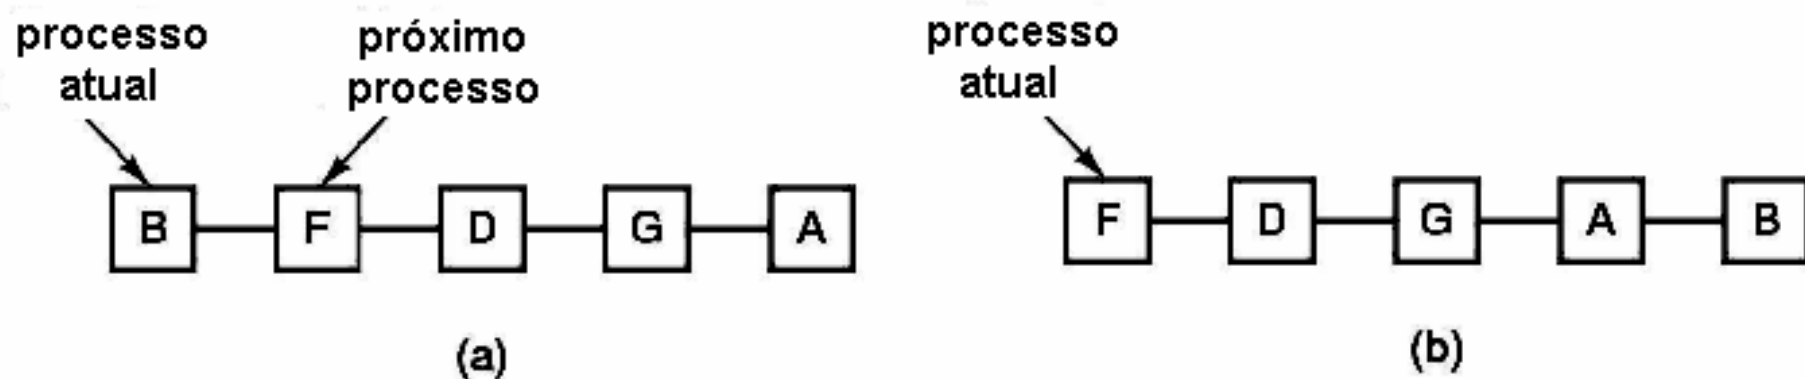 processo
atual
próximo
processo
B F D G A
(a)
processo
atual
F D G A B
(b)